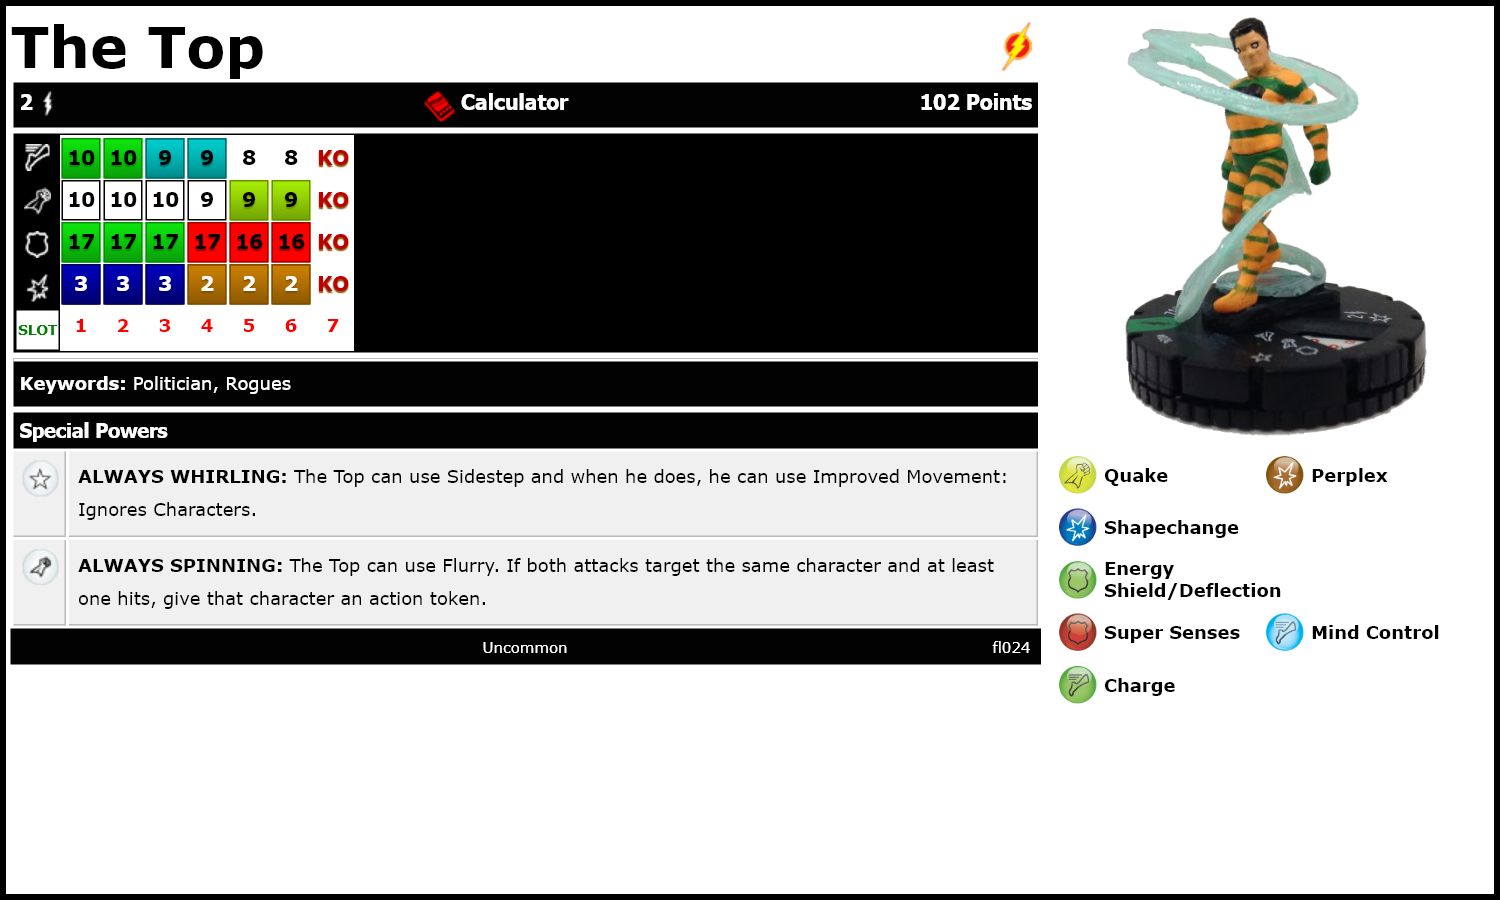 The Top
2 Calculator 102 Points
10 10 9 9 8 8 KO
10 10 10 9 9 9 KO
17 17 17 17 16 16 KO
3 3 3 2 2 2 KO
SLOT 1 2 3 4 5 6 7
Keywords: Politician, Rogues
Special Powers
ALWAYS WHIRLING: The Top can use Sidestep and when he does, he can use Improved Movement:
Ignores Characters.
ALWAYS SPINNING: The Top can use Flurry. If both attacks target the same character and at least
one hits, give that character an action token.
Uncommon fl024
Quake Perplex
Shapechange
Energy
Shield/Deflection
Super Senses Mind Control
Charge